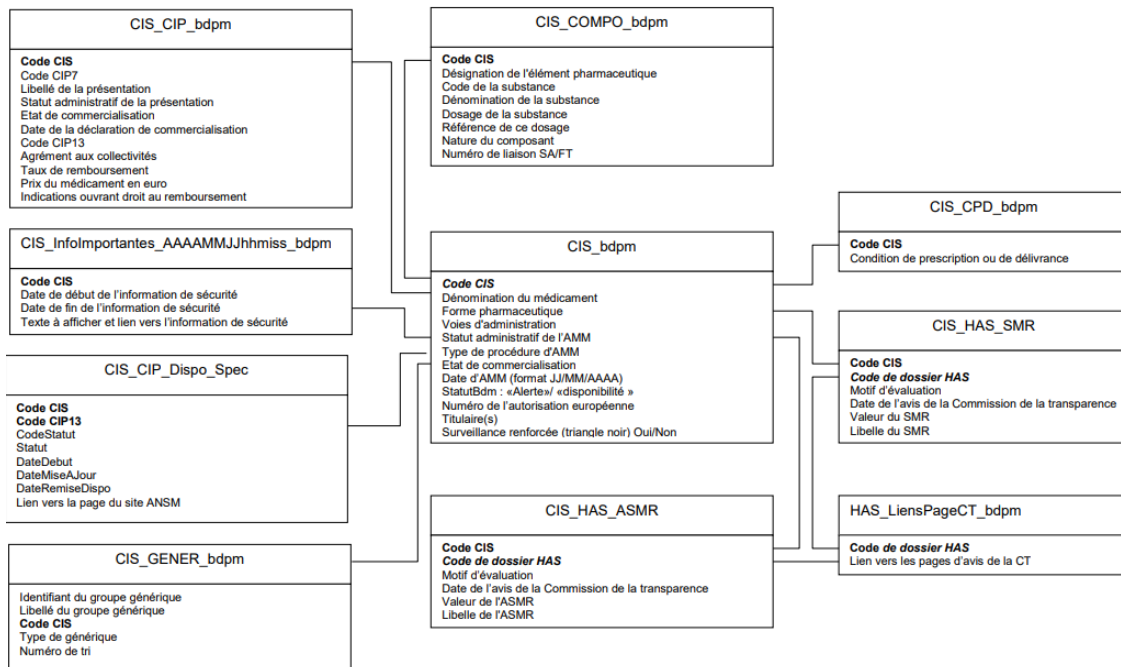 CIS_CIP_bdpm
Code CIS
Code CIP7
Libellé de la présentation
Statut administratif de la présentation
Etat de commercialisation
Date de la déclaration de commercialisation
Code CIP13
Agrément aux collectivités
Taux de remboursement
Prix du médicament en euro
Indications ouvrant droit au remboursement
CIS_COMPO_bdpm
Code CIS
Désignation de l'élément pharmaceutique
Code de la substance
Dénomination de la substance
Dosage de la substance
Référence de ce dosage
Nature du composant
Numéro de liaison SA/FT
CIS_CPD_bdpm
Code CIS
Condition de prescription ou de délivrance
CIS_InfoImportantes_AAAAMMJJhhmiss_bdpm
Code CIS
Date de début de l'information de sécurité
Date de fin de l'information de sécurité
Texte à afficher et lien vers l'information de sécurité
CIS_bdpm
Code CIS
Dénomination du médicament
Forme pharmaceutique
Voies d'administration
Statut administratif de l'AMM
Type de procédure d'AMM
Etat de commercialisation
Date d'AMM (format JJ/MM/AAAA)
StatutBdm : «Alerte»/ «disponibilité »
Numéro de l'autorisation européenne
Titulaire(s)
Surveillance renforcée (triangle noir) Oui/Non
CIS_HAS_SMR
Code CIS
Code de dossier HAS
Motif d'évaluation
Date de l'avis de la Commission de la transparence
Valeur du SMR
Libelle du SMR
CIS_CIP_Dispo_Spec
Code CIS
Code CIP13
CodeStatut
Statut
DateDebut
DateMiseAJour
DateRemiseDispo
Lien vers la page du site ANSM
CIS_HAS_ASMR
Code CIS
Code de dossier HAS
Motif d'évaluation
Date de l'avis de la Commission de la transparence
Valeur de l'ASMR
Libelle de l'ASMR
HAS_LiensPageCT_bdpm
Code de dossier HAS
Lien vers les pages d'avis de la CT
CIS_GENER_bdpm
Identifiant du groupe générique
Libellé du groupe générique
Code CIS
Type de générique
Numéro de tri